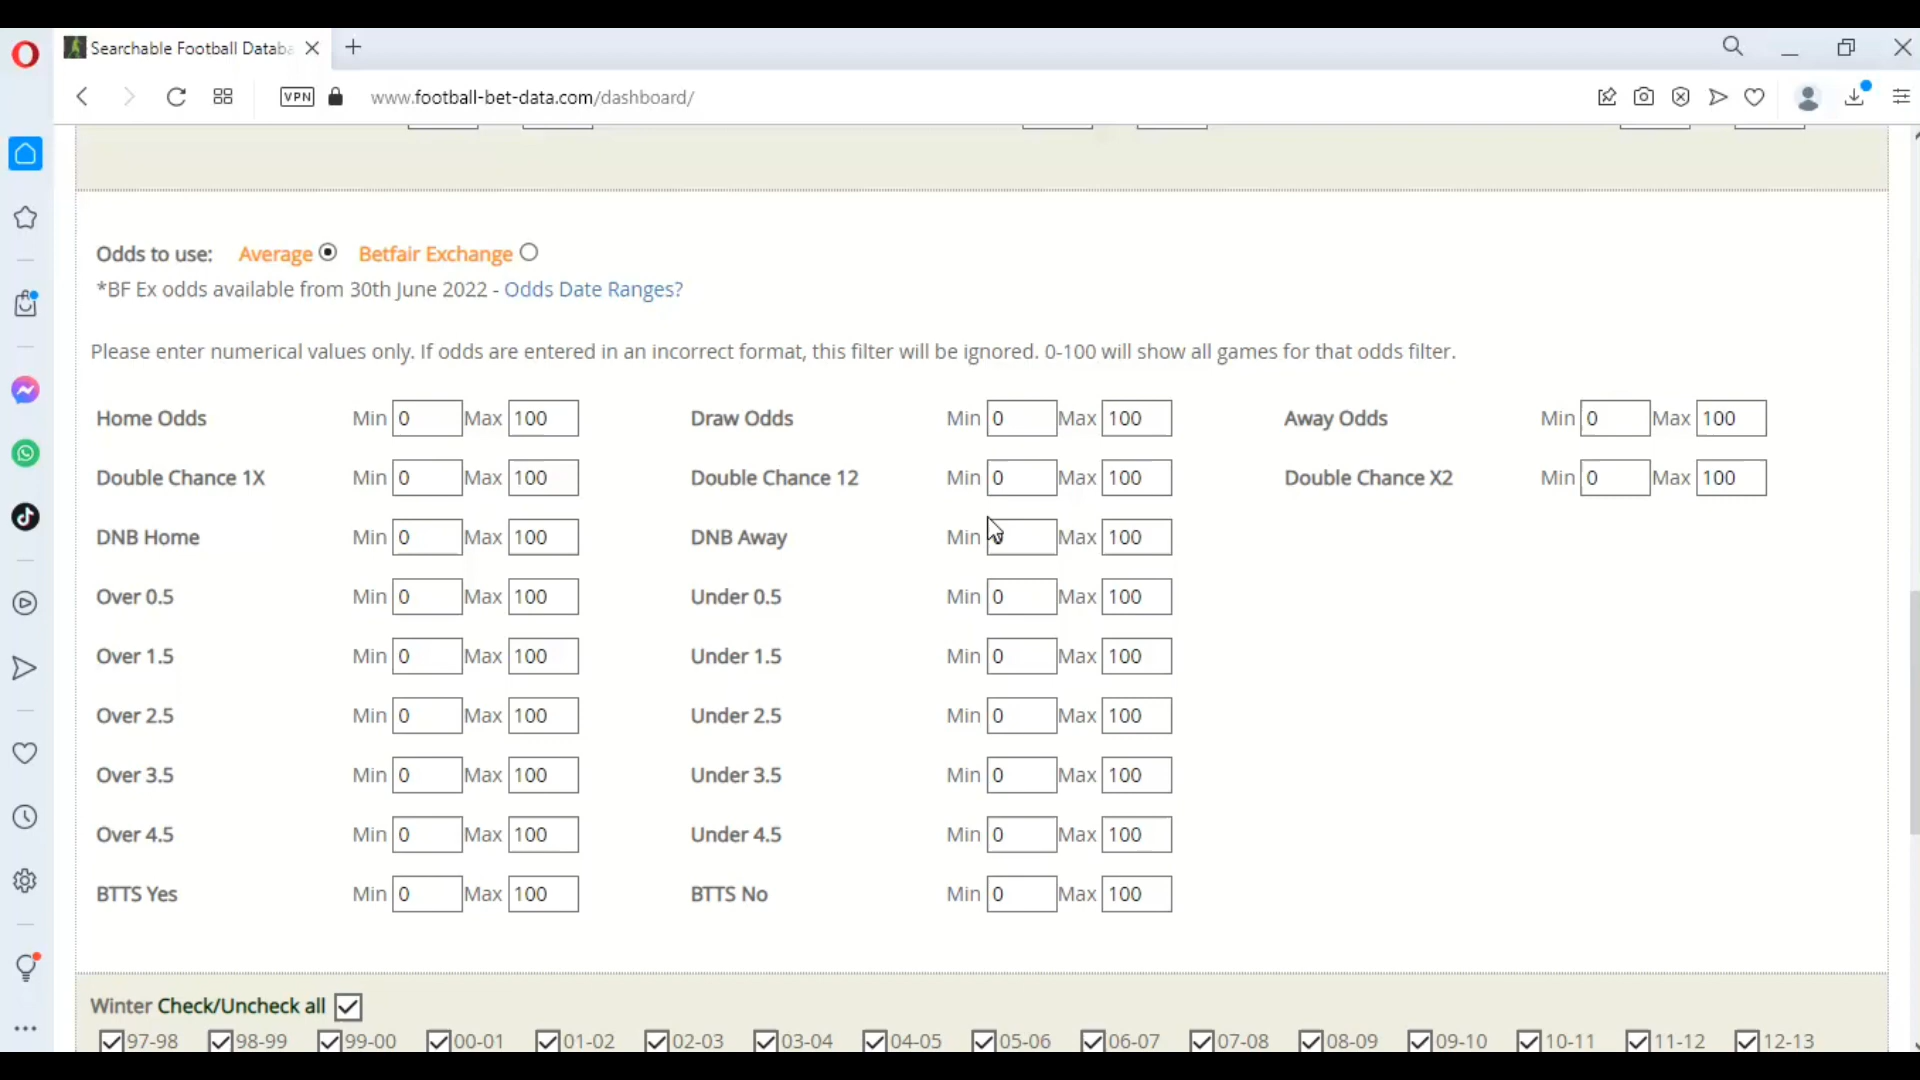 Searchable Football Databa
VPN www.football-bet-data.com/dashboard/
Odds to use: Average Betfair Exchange
*BF Ex odds available from 30th June 2022 - Odds Date Ranges?
Please enter numerical values only. If odds are entered in an incorrect format, this filter will be ignored. 0-100 will show all games for that odds filter.
Home Odds Min 0 Max 100 Draw Odds Min 0 Max 100 Away Odds Min 0 Max 100
Double Chance 1X Min 0 Max 100 Double Chance 12 Min 0 Max 100 Double Chance X2 Min 0 Max 100
DNB Home Min 0 Max 100 DNB Away Min 0 Max 100
Over 0.5 Min 0 Max 100 Under 0.5 Min 0 Max 100
Over 1.5 Min 0 Max 100 Under 1.5 Min 0 Max 100
Over 2.5 Min 0 Max 100 Under 2.5 Min 0 Max 100
Over 3.5 Min 0 Max 100 Under 3.5 Min 0 Max 100
Over 4.5 Min 0 Max 100 Under 4.5 Min 0 Max 100
BTTS Yes Min 0 Max 100 BTTS No Min 0 Max 100
Winter Check/Uncheck all
97-98 98-99 99-00 00-01 01-02 02-03 03-04 04-05 05-06 06-07 07-08 08-09 09-10 10-11 11-12 12-13